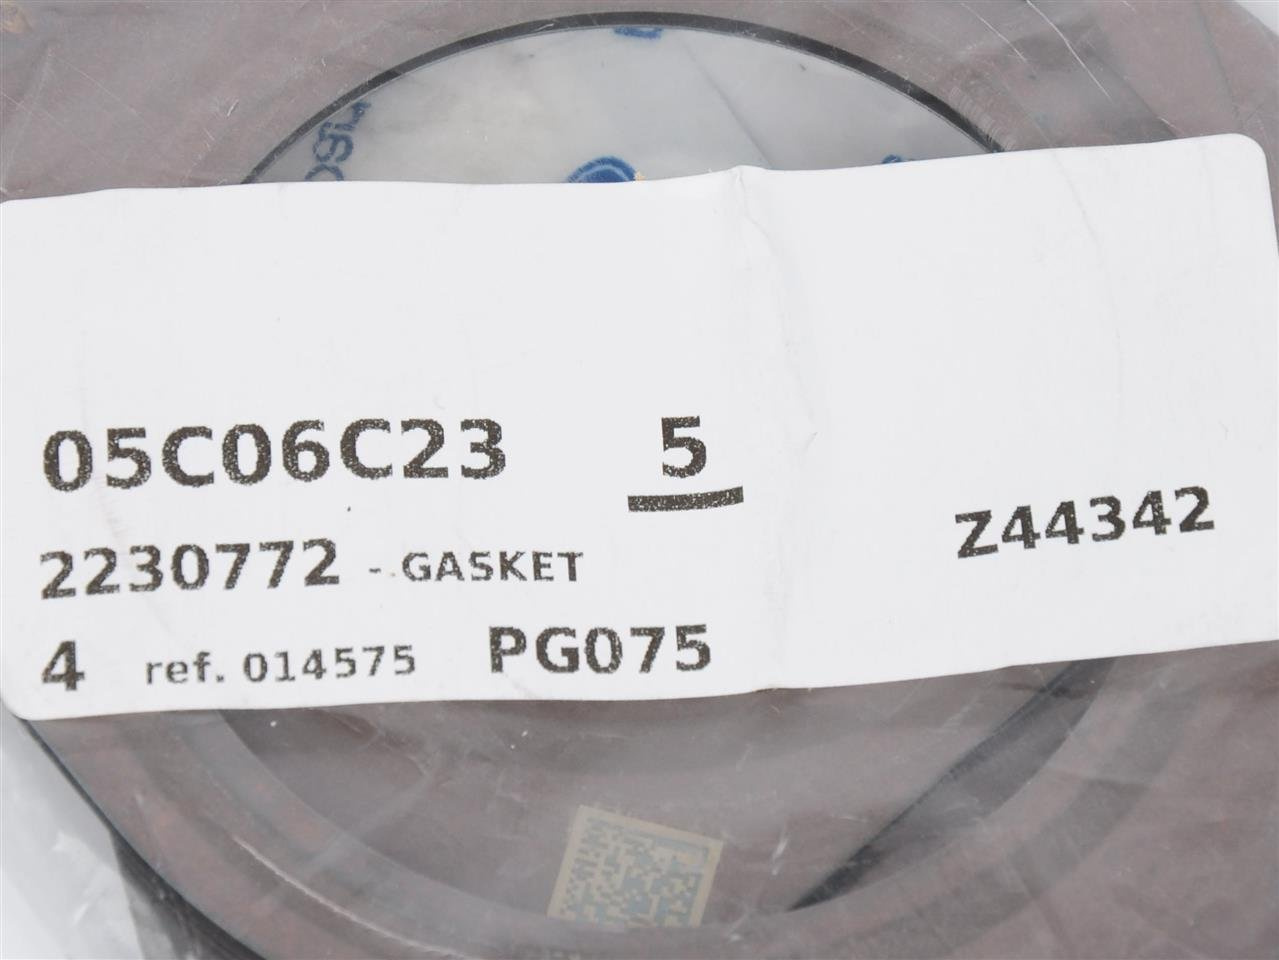 05C06C23 5
2230772 - GASKET Z44342
4 ref. 014575 PG075